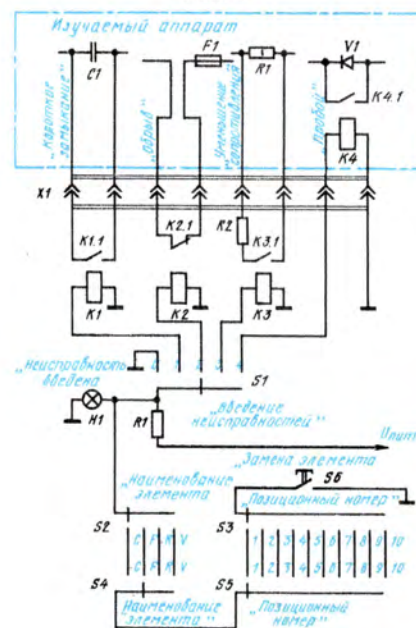 Изучаемый аппарат
C1
F1
R1
V1
K4.1
"Короткое замыкание"
"Обрыв"
"Уменьшение сопротивления"
"Пробой"
K4
X1
K1.1
K2.1
R2
K3.1
K1
K2
K3
"Неисправность введена"
0 1 2 3 4
S1
H1
R1
"Введение неисправностей"
Uпит
"Замена элемента"
S6
"Наименование элемента"
"Позиционный номер"
S2
S3
C F R V
1 2 3 4 5 6 7 8 9 10
C F R V
1 2 3 4 5 6 7 8 9 10
S4
S5
"Наименование элемента"
"Позиционный номер"